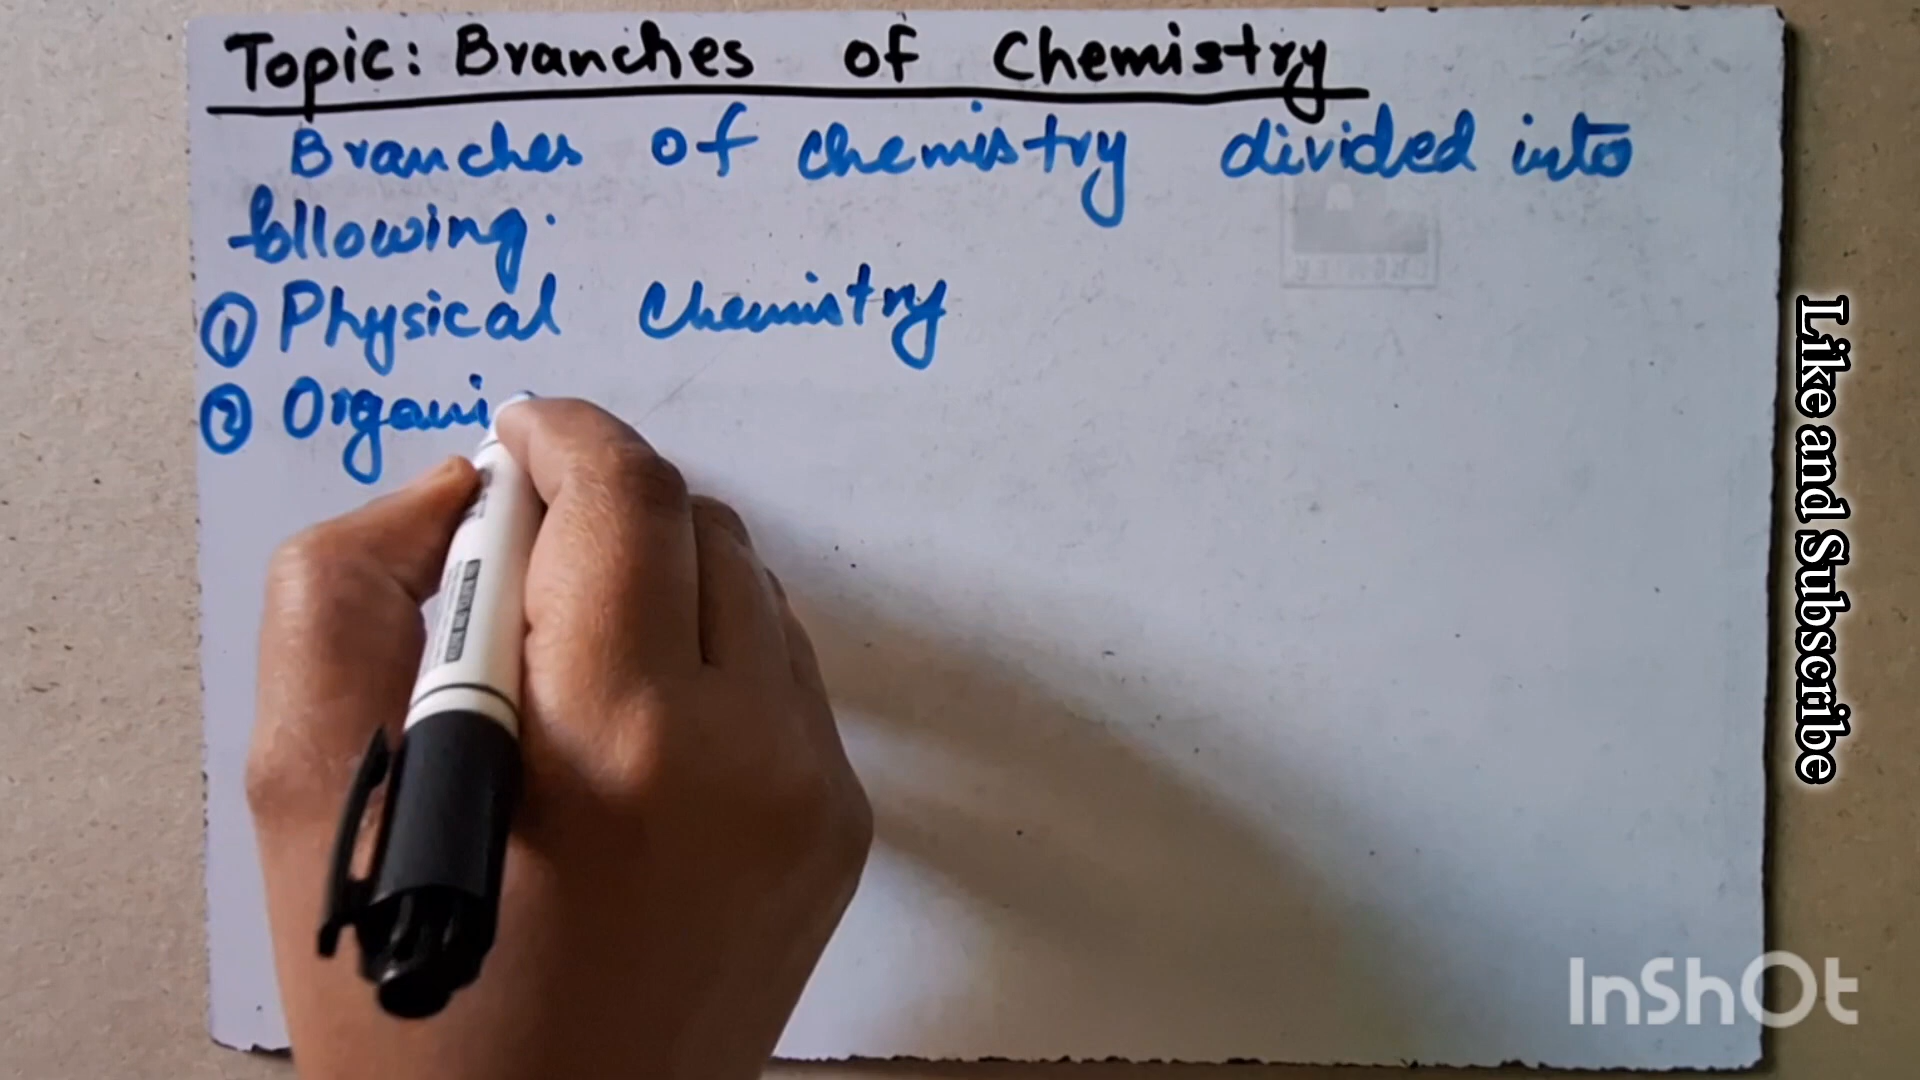 Topic: Branches of Chemistry
Branches of chemistry divided into
following.
① Physical Chemistry
② Organi
Like and Subscribe
InShOt